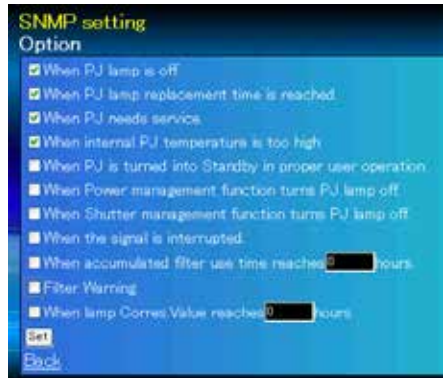 SNMP setting
Option
When PJ lamp is off
When PJ lamp replacement time is reached.
When PJ needs service.
When internal PJ temperature is too high
When PJ is turned into Standby in proper user operation
When Power management function turns PJ lamp off
When Shutter management function turns PJ lamp off
When the signal is interrupted.
When accumulated filter use time reaches 0 hours.
Filter Warning
When lamp Corres.Value reaches 0 hours
Set
Back